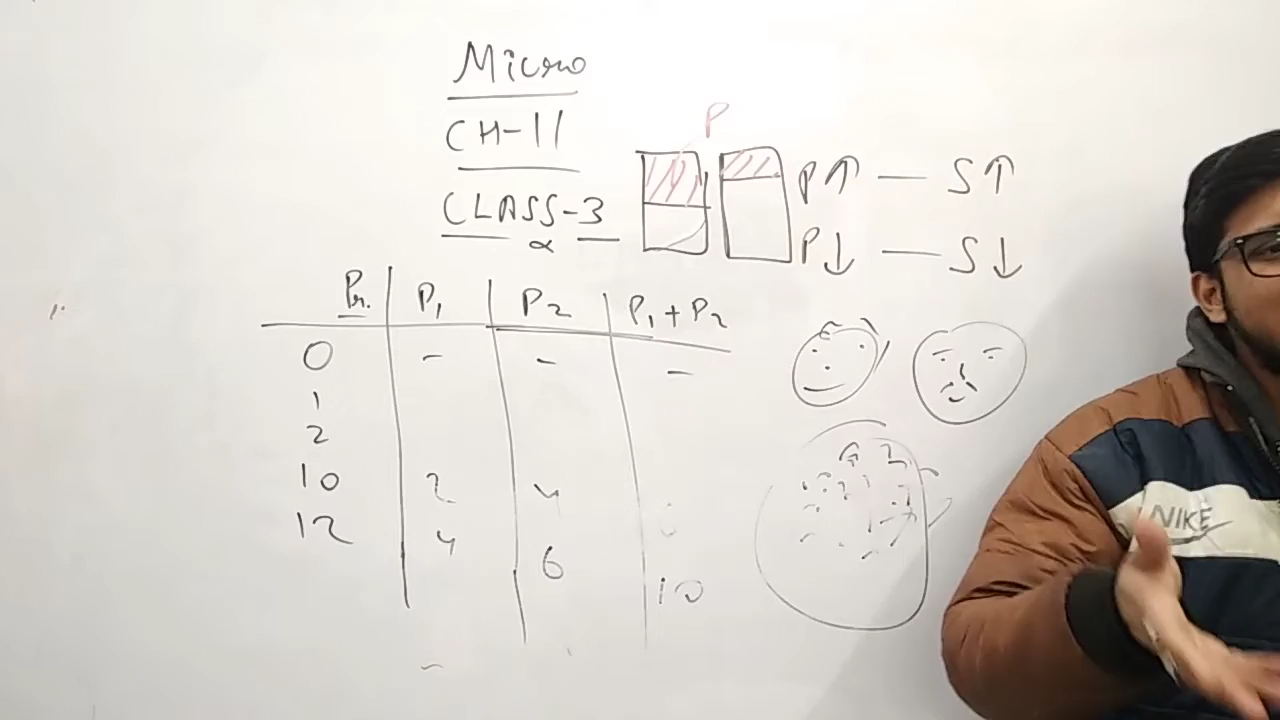 Micro
CH-11
CLASS-3
P
P↑ — S↑
P↓ — S↓
Pr. P1 P2 P1+P2
0 - - -
1
2
10 2 4
12 4 6 10
NIKE